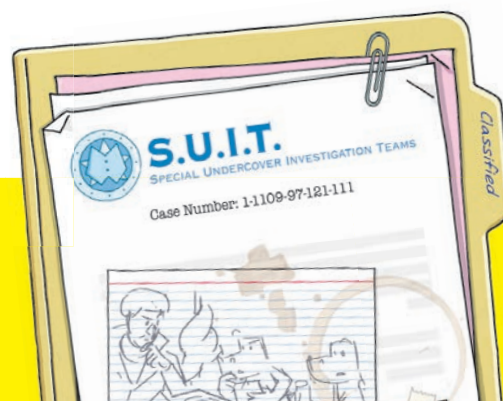 S.U.I.T.
SPECIAL UNDERCOVER INVESTIGATION TEAMS
Case Number: 1-1109-97-121-111
Classified